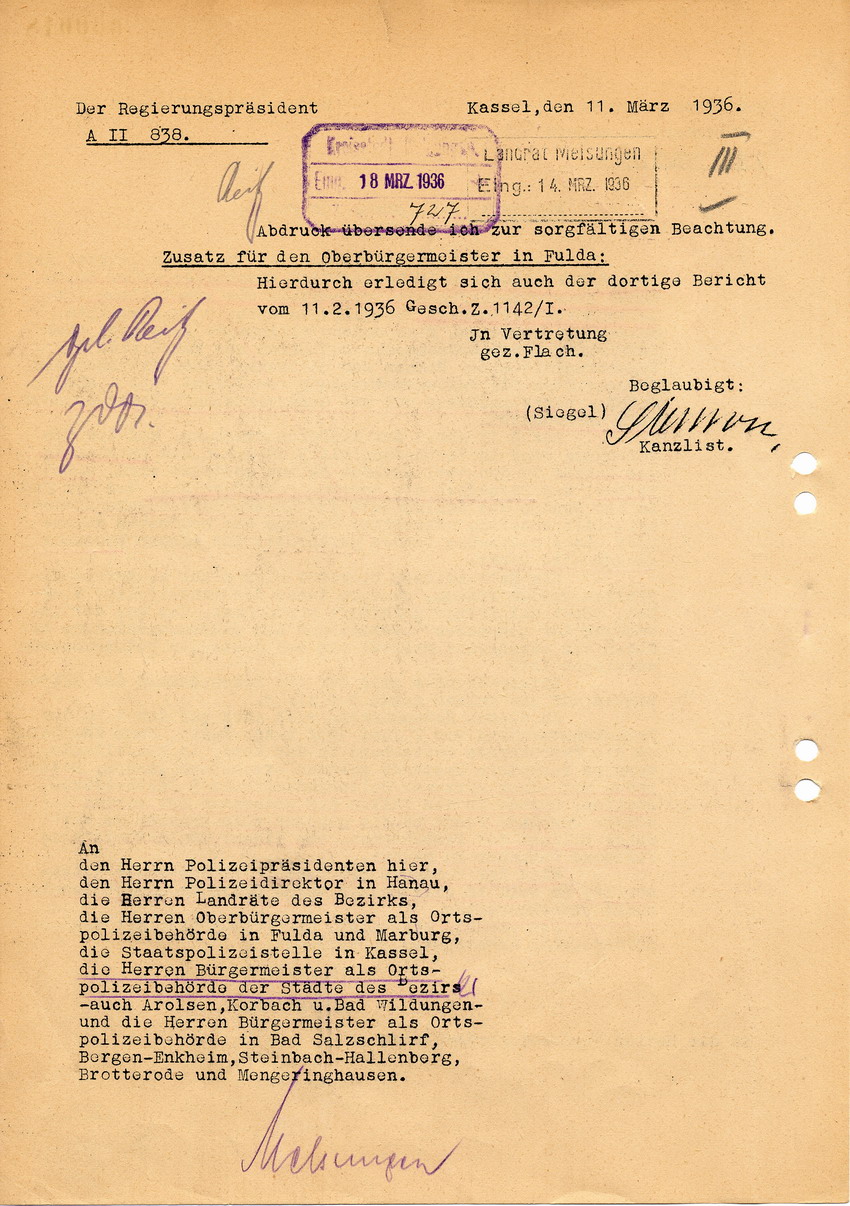 Der Regierungspräsident
Kassel,den 11. März 1936.
A II 838.
Eing. 18 MRZ. 1936
727.
Landrat Melsungen
Eing.: 14. MRZ. 1936
III
Abdruck übersende ich zur sorgfältigen Beachtung.
Zusatz für den Oberbürgermeister in Fulda:
Hierdurch erledigt sich auch der dortige Bericht
vom 11.2.1936 Gesch.Z.1142/I.
Jn Vertretung
gez.Flach.
Beglaubigt:
(Siegel)
Kanzlist.
An
den Herrn Polizeipräsidenten hier,
den Herrn Polizeidirektor in Hanau,
die Herren Landräte des Bezirks,
die Herren Oberbürgermeister als Orts-
polizeibehörde in Fulda und Marburg,
die Staatspolizeistelle in Kassel,
die Herren Bürgermeister als Orts-
polizeibehörde der Städte des Bezirs
-auch Arolsen,Korbach u.Bad Wildungen-
und die Herren Bürgermeister als Orts-
polizeibehörde in Bad Salzschlirf,
Bergen-Enkheim,Steinbach-Hallenberg,
Brotterode und Mengeringhausen.
Melsungen